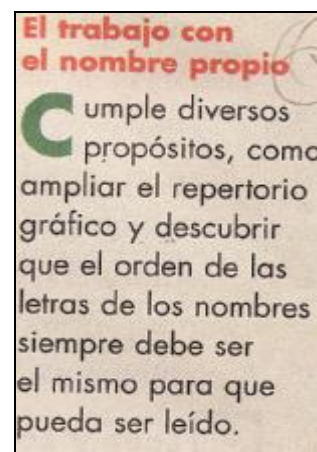 El trabajo con
el nombre propio
Cumple diversos
propósitos, como
ampliar el repertorio
gráfico y descubrir
que el orden de las
letras de los nombres
siempre debe ser
el mismo para que
pueda ser leído.